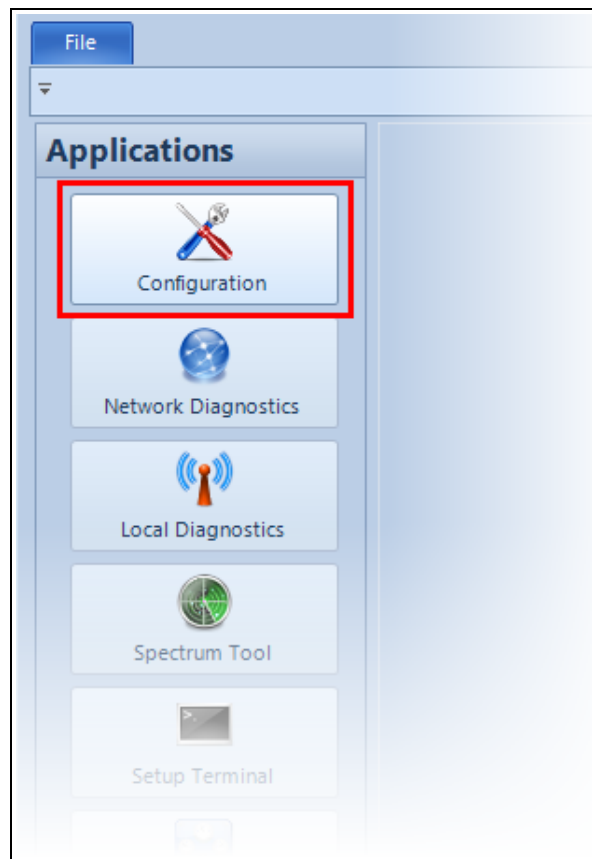 File
Applications
Configuration
Network Diagnostics
Local Diagnostics
Spectrum Tool
Setup Terminal